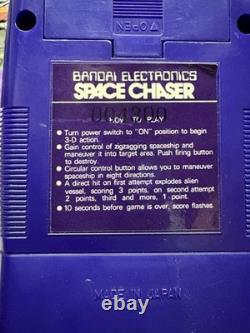 ▽OPEN
BANDAI ELECTRONICS
SPACE CHASER
HOW TO PLAY
● Turn power switch to "ON" position to begin
3-D action.
● Gain control of zigtagging spaceship and
maneuver it into target area. Push firing button
to destroy.
● Circular control button allows you to maneuver
spaceship in eight directions.
● A direct hit on first attempt explodes alien
vessel, scoring 3 points, on second attempt
2 points, third and more, 1 point.
● 10 seconds before game is over, score flashes.
MADE IN JAPAN